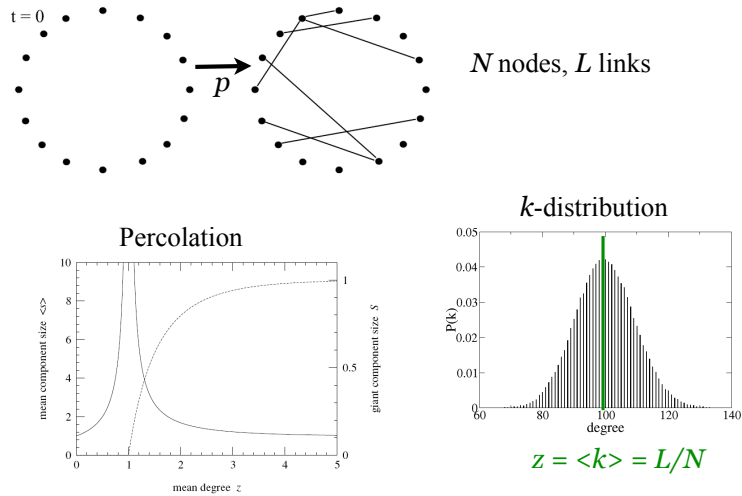 t = 0
p
N nodes, L links
Percolation
10
8
6
4
2
0
0
1
2
3
4
5
1
0.5
0
mean component size <s>
giant component size S
mean degree z
k-distribution
0.05
0.04
0.03
0.02
0.01
0
60
80
100
120
140
P(k)
degree
z = <k> = L/N